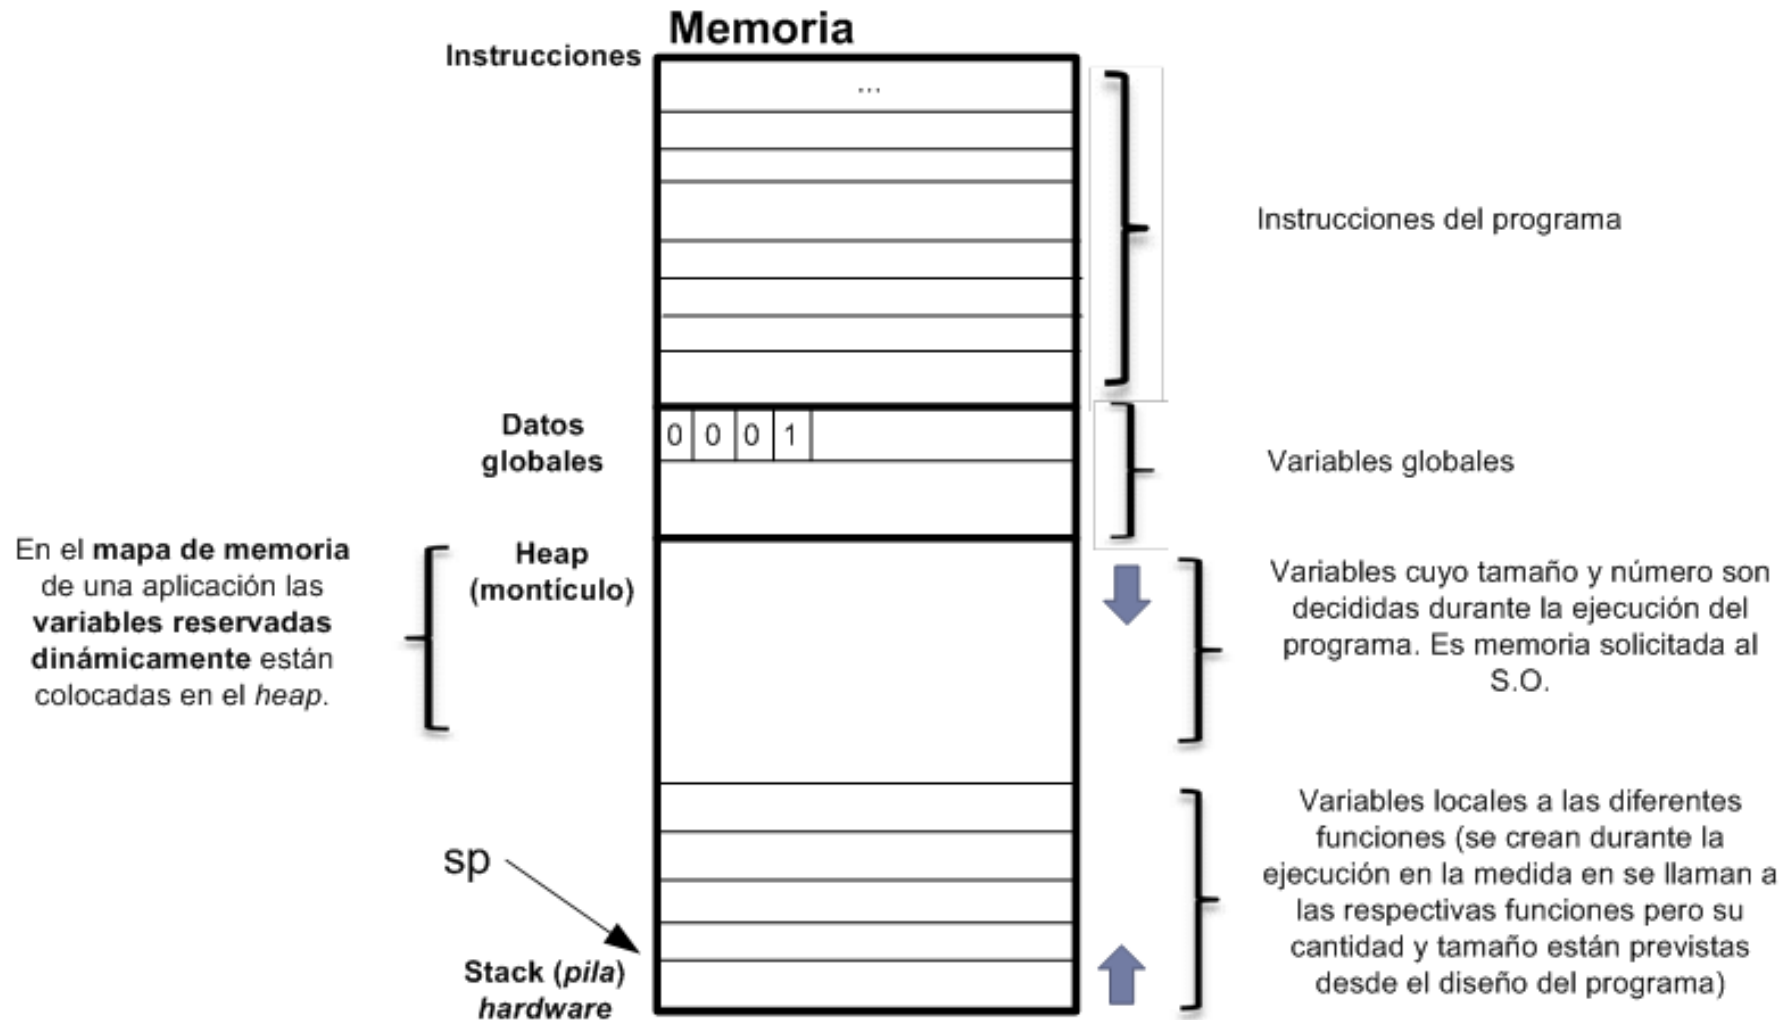 Memoria
Instrucciones
...
Instrucciones del programa
Datos
globales
0 0 0 1
Variables globales
En el mapa de memoria
de una aplicación las
variables reservadas
dinámicamente están
colocadas en el heap.
Heap
(montículo)
Variables cuyo tamaño y número son
decididas durante la ejecución del
programa. Es memoria solicitada al
S.O.
sp
Stack (pila)
hardware
Variables locales a las diferentes
funciones (se crean durante la
ejecución en la medida en se llaman a
las respectivas funciones pero su
cantidad y tamaño están previstas
desde el diseño del programa)